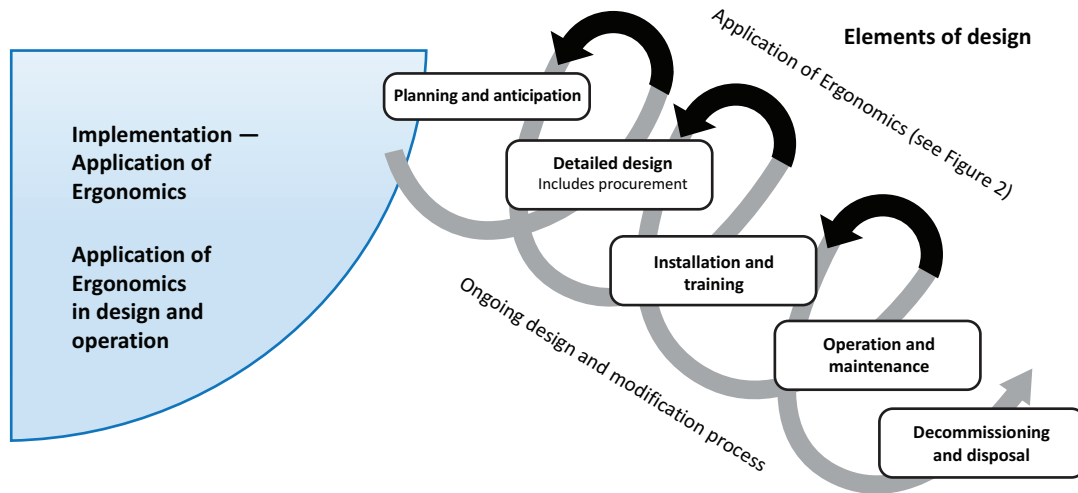 Implementation —
Application of
Ergonomics
Application of
Ergonomics
in design and
operation
Elements of design
Application of Ergonomics (see Figure 2)
Planning and anticipation
Detailed design
Includes procurement
Installation and
training
Operation and
maintenance
Decommissioning
and disposal
Ongoing design and modification process